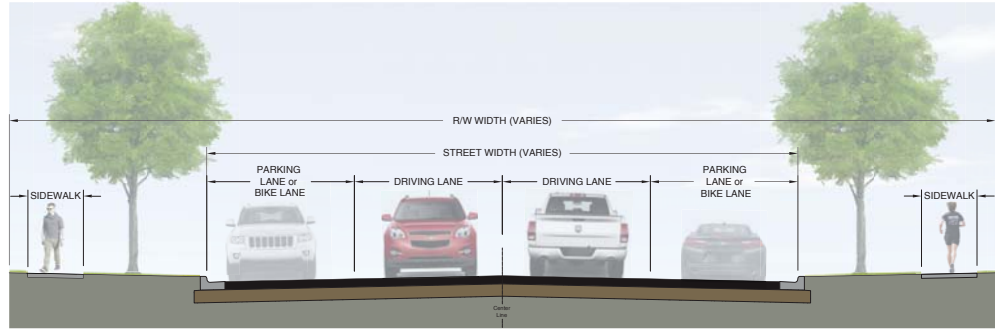 R/W WIDTH (VARIES)
STREET WIDTH (VARIES)
PARKING
LANE or
BIKE LANE
DRIVING LANE
DRIVING LANE
PARKING
LANE or
BIKE LANE
SIDEWALK
SIDEWALK
Center
Line